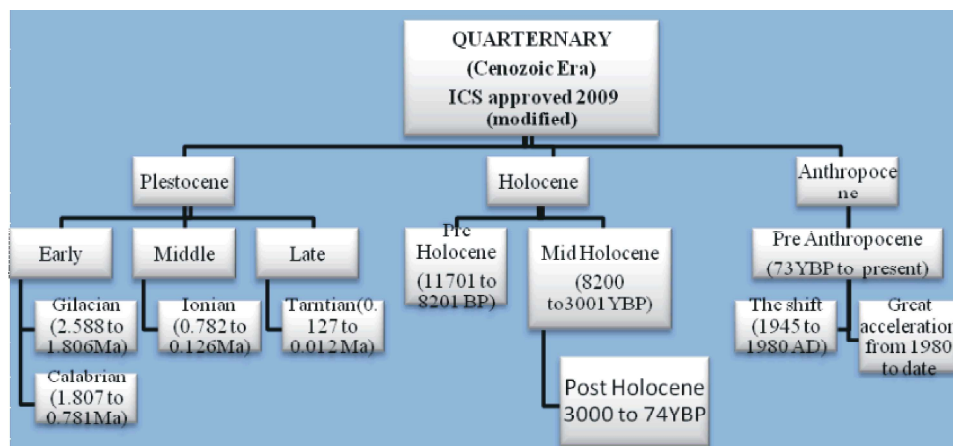 QUARTERNARY
(Cenozoic Era)
ICS approved 2009
(modified)
Plestocene
Holocene
Anthropoce
ne
Early
Middle
Late
Pre
Holocene
(11701 to
8201 BP)
Mid Holocene
(8200
to3001YBP)
Pre Anthropocene
(73YBP to present)
Gilacian
(2.588 to
1.806Ma)
Ionian
(0.782 to
0.126Ma)
Tarntian(0.
127 to
0.012 Ma)
The shift
(1945 to
1980 AD)
Great
acceleration
from 1980
to date
Calabrian
(1.807 to
0.781Ma)
Post Holocene
3000 to 74YBP